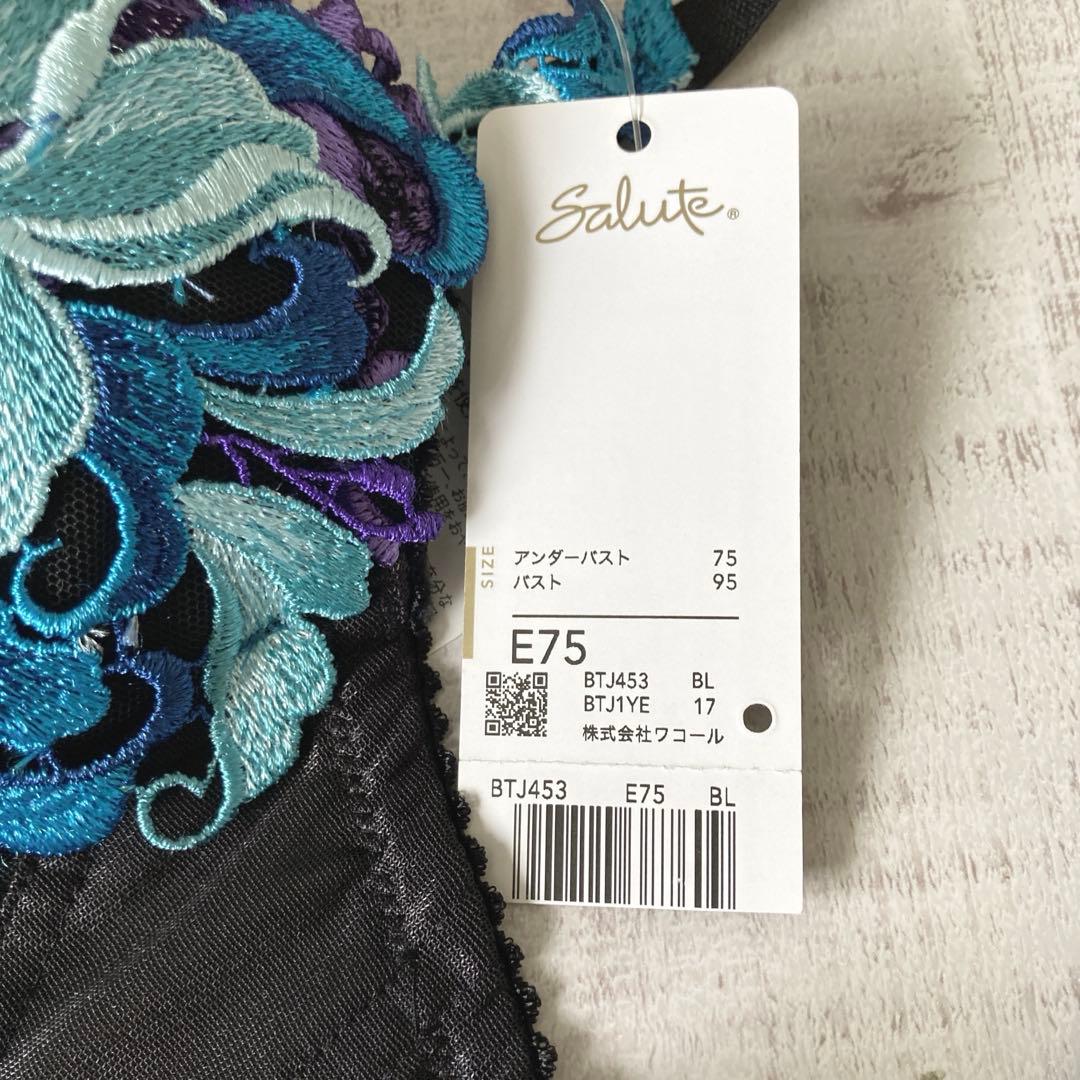 Salute®
SIZE
アンダーバスト 75
バスト 95
E75
BTJ453 BL
BTJ1YE 17
株式会社ワコール
BTJ453 E75 BL